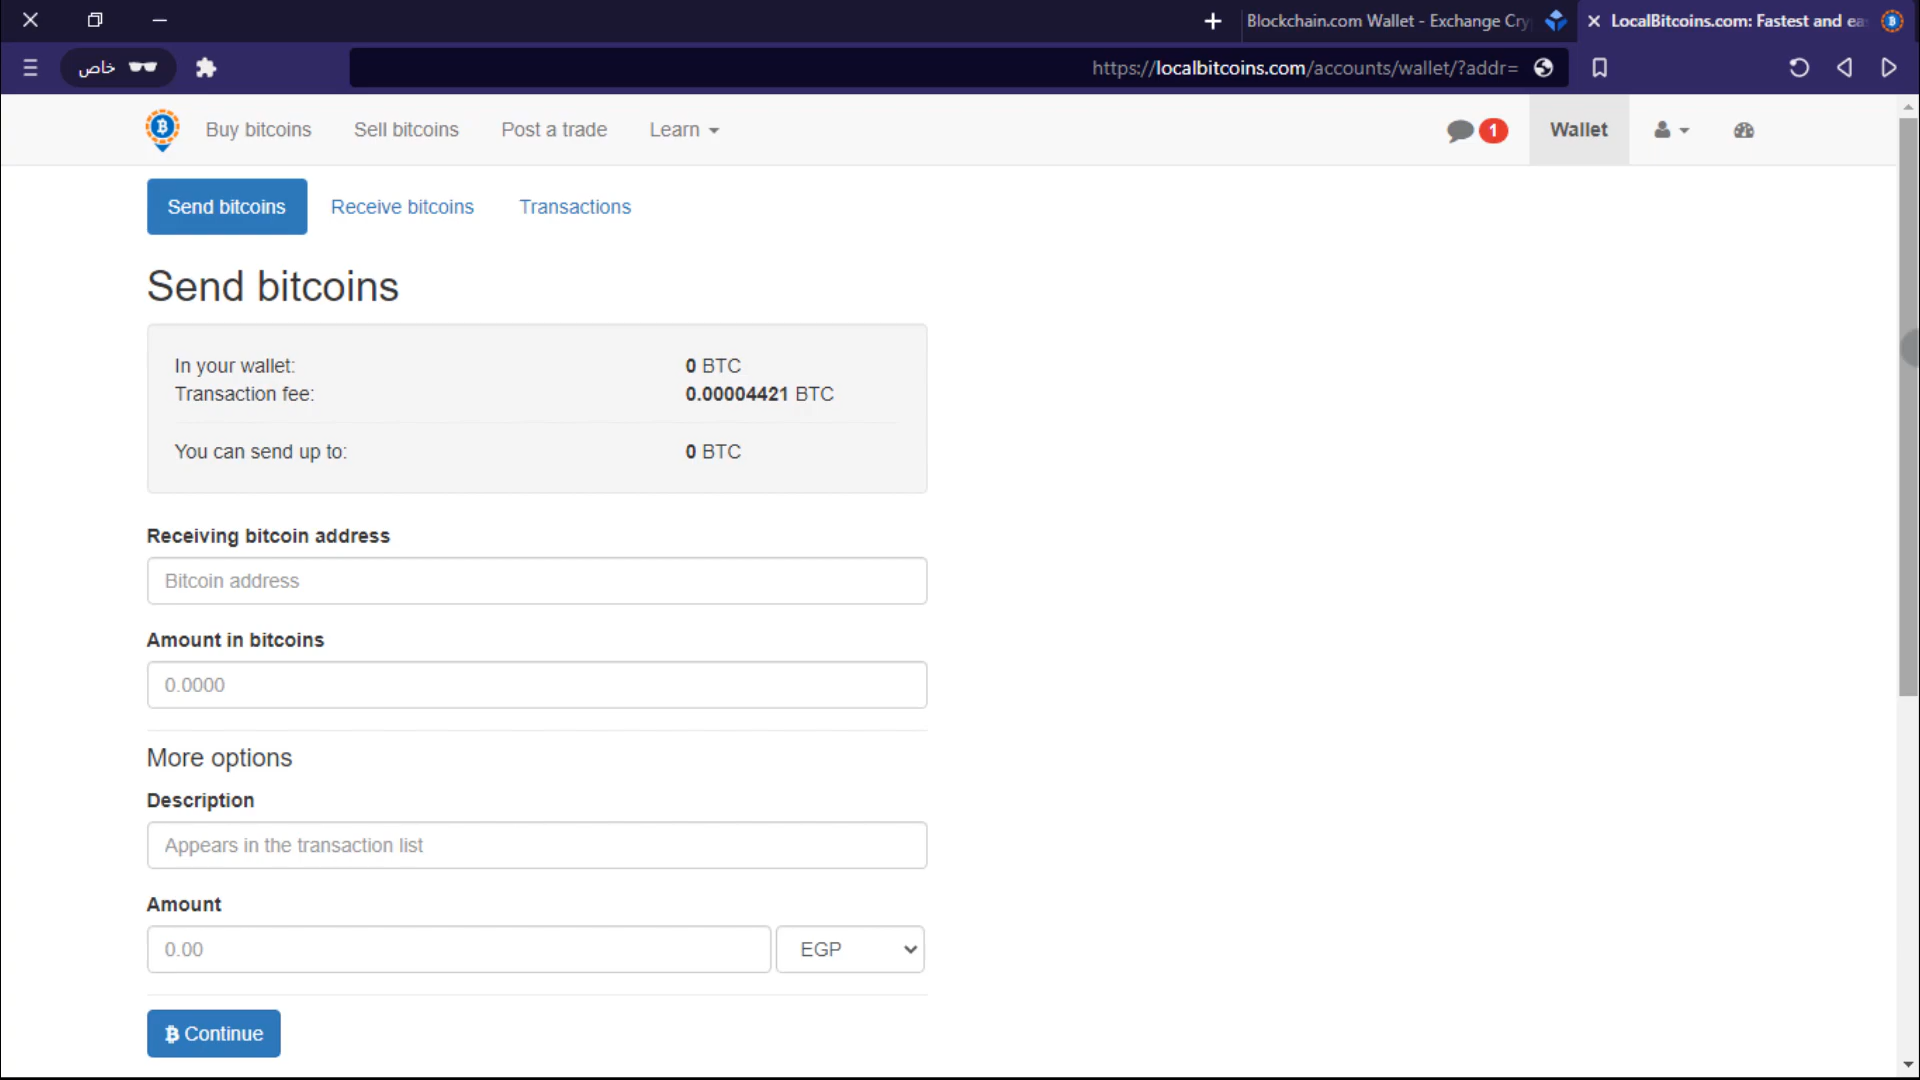 Blockchain.com Wallet - Exchange Cry
LocalBitcoins.com: Fastest and ea
خاص
https://localbitcoins.com/accounts/wallet/?addr=
Buy bitcoins
Sell bitcoins
Post a trade
Learn
1
Wallet
Send bitcoins
Receive bitcoins
Transactions
Send bitcoins
In your wallet: 0 BTC
Transaction fee: 0.00004421 BTC
You can send up to: 0 BTC
Receiving bitcoin address
Bitcoin address
Amount in bitcoins
0.0000
More options
Description
Appears in the transaction list
Amount
0.00
EGP
Continue